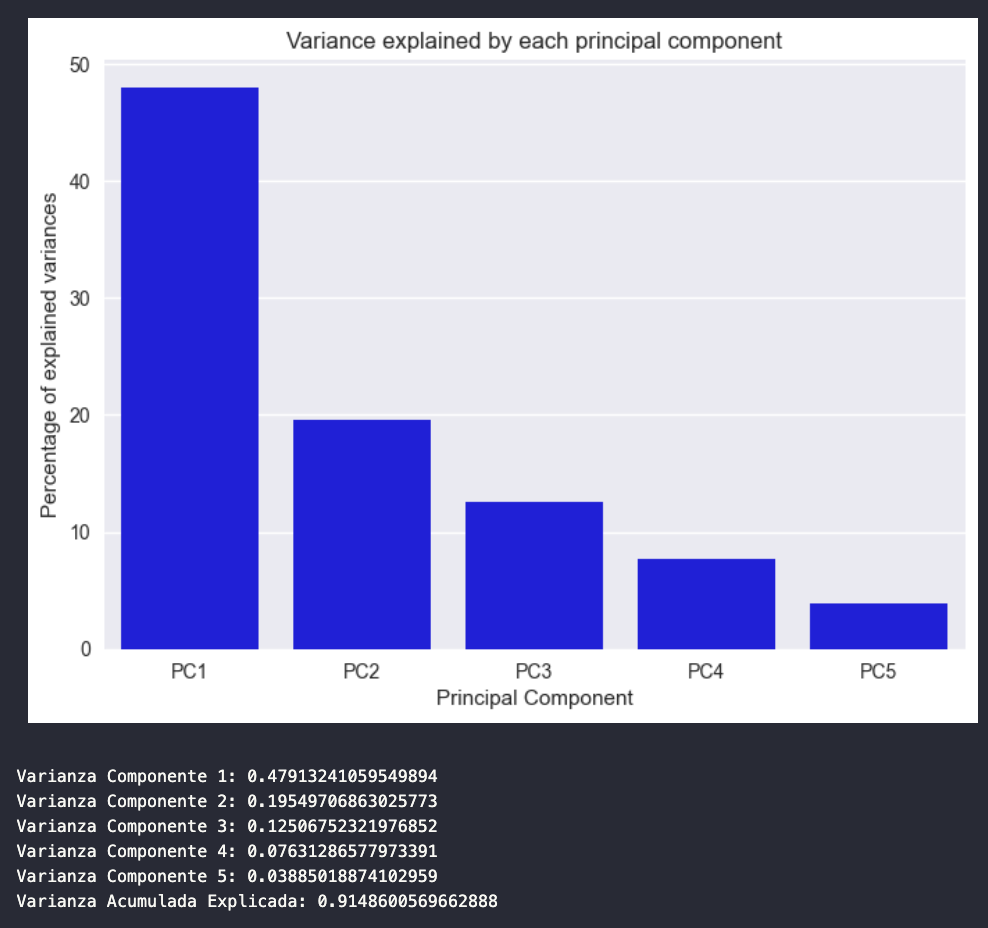 Variance explained by each principal component
50
40
30
20
10
0
Percentage of explained variances
PC1 PC2 PC3 PC4 PC5
Principal Component
Varianza Componente 1: 0.47913241059549894
Varianza Componente 2: 0.19549706863025773
Varianza Componente 3: 0.12506752321976852
Varianza Componente 4: 0.07631286577973391
Varianza Componente 5: 0.03885018874102959
Varianza Acumulada Explicada: 0.9148600569662888